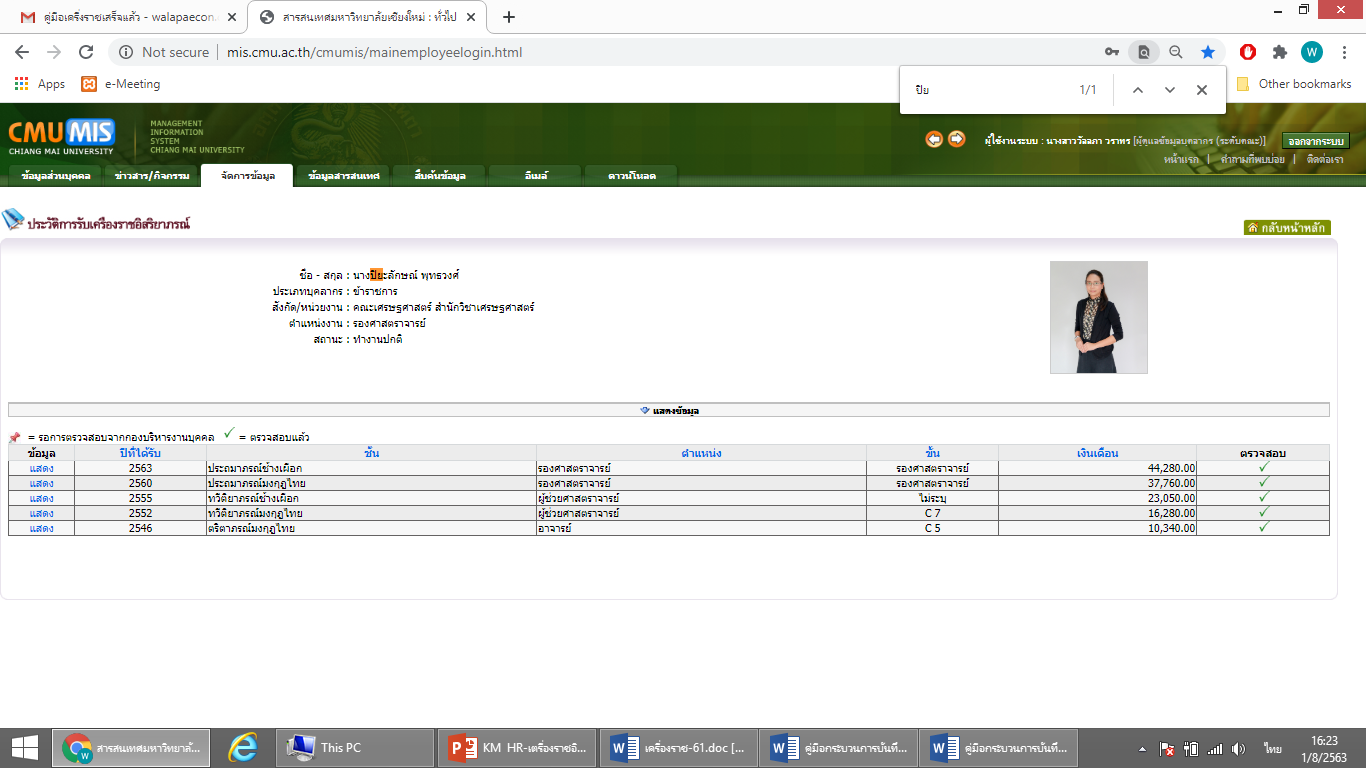 คู่มือเครื่องราชเสร็จแล้ว - walapaecon.
สารสนเทศมหาวิทยาลัยเชียงใหม่ : ทั่วไป
Not secure | mis.cmu.ac.th/cmumis/mainemployeelogin.html
W
Apps
e-Meeting
Other bookmarks
ปิย
1/1
CMU MIS
CHIANG MAI UNIVERSITY
MANAGEMENT
INFORMATION
SYSTEM
CHIANG MAI UNIVERSITY
ผู้ใช้งานระบบ : นางสาววัลลภา วราพร [ผู้ดูแลข้อมูลบุคลากร (ระดับคณะ)]
ออกจากระบบ
หน้าแรก | คำถามที่พบบ่อย | ติดต่อเรา
ข้อมูลส่วนบุคคล ข่าวสาร/กิจกรรม จัดการข้อมูล ข้อมูลสารสนเทศ สืบค้นข้อมูล อีเมล์ ดาวน์โหลด
ประวัติการรับเครื่องราชอิสริยาภรณ์
กลับหน้าหลัก
ชื่อ - สกุล : นางปิยะลักษณ์ พุทธวงศ์
ประเภทบุคลากร : ข้าราชการ
สังกัด/หน่วยงาน : คณะเศรษฐศาสตร์ สำนักวิชาเศรษฐศาสตร์
ตำแหน่งงาน : รองศาสตราจารย์
สถานะ : ทำงานปกติ
แสดงข้อมูล
= รอการตรวจสอบจากกองบริหารงานบุคคล ✓ = ตรวจสอบแล้ว
ข้อมูล ปีที่ได้รับ ชั้น ตำแหน่ง ขั้น เงินเดือน ตรวจสอบ
แสดง 2563 ประถมาภรณ์ช้างเผือก รองศาสตราจารย์ รองศาสตราจารย์ 44,280.00 ✓
แสดง 2560 ประถมาภรณ์มงกุฎไทย รองศาสตราจารย์ รองศาสตราจารย์ 37,760.00 ✓
แสดง 2555 ทวิติยาภรณ์ช้างเผือก ผู้ช่วยศาสตราจารย์ ไม่ระบุ 23,050.00 ✓
แสดง 2552 ทวิติยาภรณ์มงกุฎไทย ผู้ช่วยศาสตราจารย์ C 7 16,280.00 ✓
แสดง 2546 ตริตาภรณ์มงกุฎไทย อาจารย์ C 5 10,340.00 ✓
สารสนเทศมหาวิทยาลั...
This PC
KM HR-เครื่องราชอิ...
เครื่องราช-61.doc [...
คู่มือกระบวนการบันทึ...
คู่มือกระบวนการบันทึ...
ไทย
16:23
1/8/2563